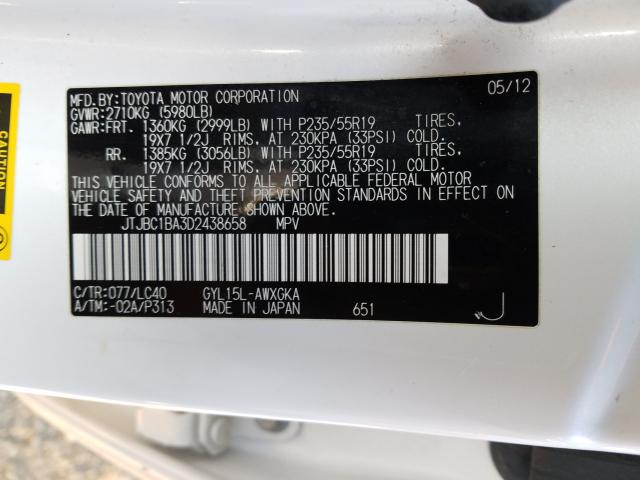 MFD.BY:TOYOTA MOTOR CORPORATION 05/12
GVWR:2710KG (5980LB)
GAWR:FRT. 1360KG (2999LB) WITH P235/55R19 TIRES,
19X7 1/2J RIMS, AT 230KPA (33PSI) COLD.
RR. 1385KG (3056LB) WITH P235/55R19 TIRES,
19X7 1/2J RIMS, AT 230KPA (33PSI) COLD.
THIS VEHICLE CONFORMS TO ALL APPLICABLE FEDERAL MOTOR
VEHICLE SAFETY AND THEFT PREVENTION STANDARDS IN EFFECT ON
THE DATE OF MANUFACTURE SHOWN ABOVE.
JTJBC1BA3D2438658 MPV
C/TR:077/LC40 GYL15L-AWXGKA
A/TM:-02A/P313 MADE IN JAPAN 651
J
CAUTION